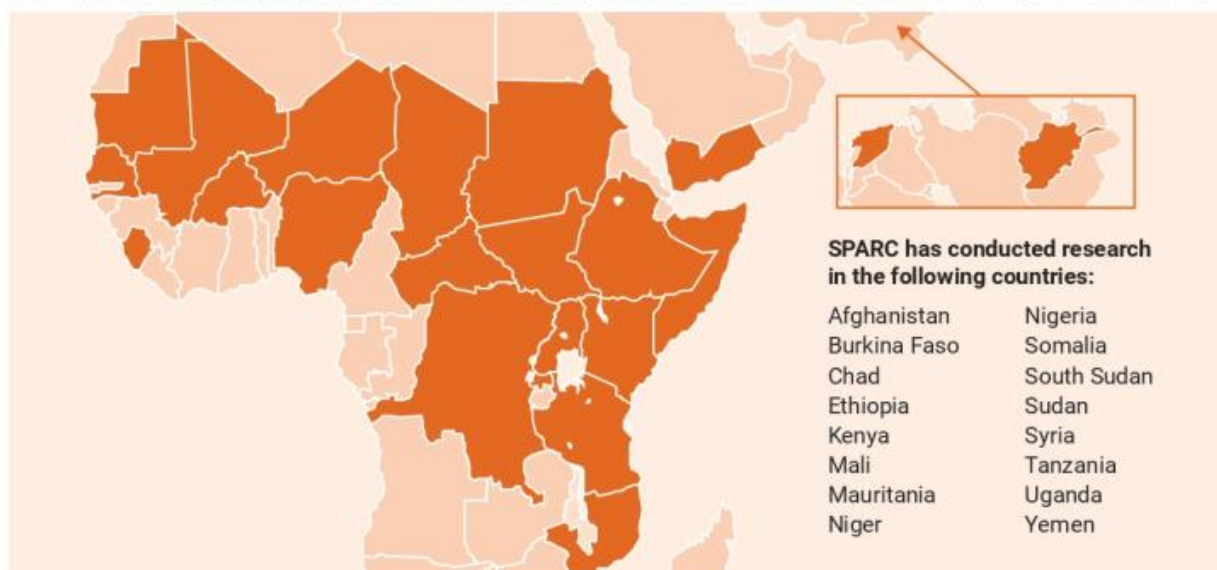 SPARC has conducted research
in the following countries:
Afghanistan
Burkina Faso
Chad
Ethiopia
Kenya
Mali
Mauritania
Niger
Nigeria
Somalia
South Sudan
Sudan
Syria
Tanzania
Uganda
Yemen